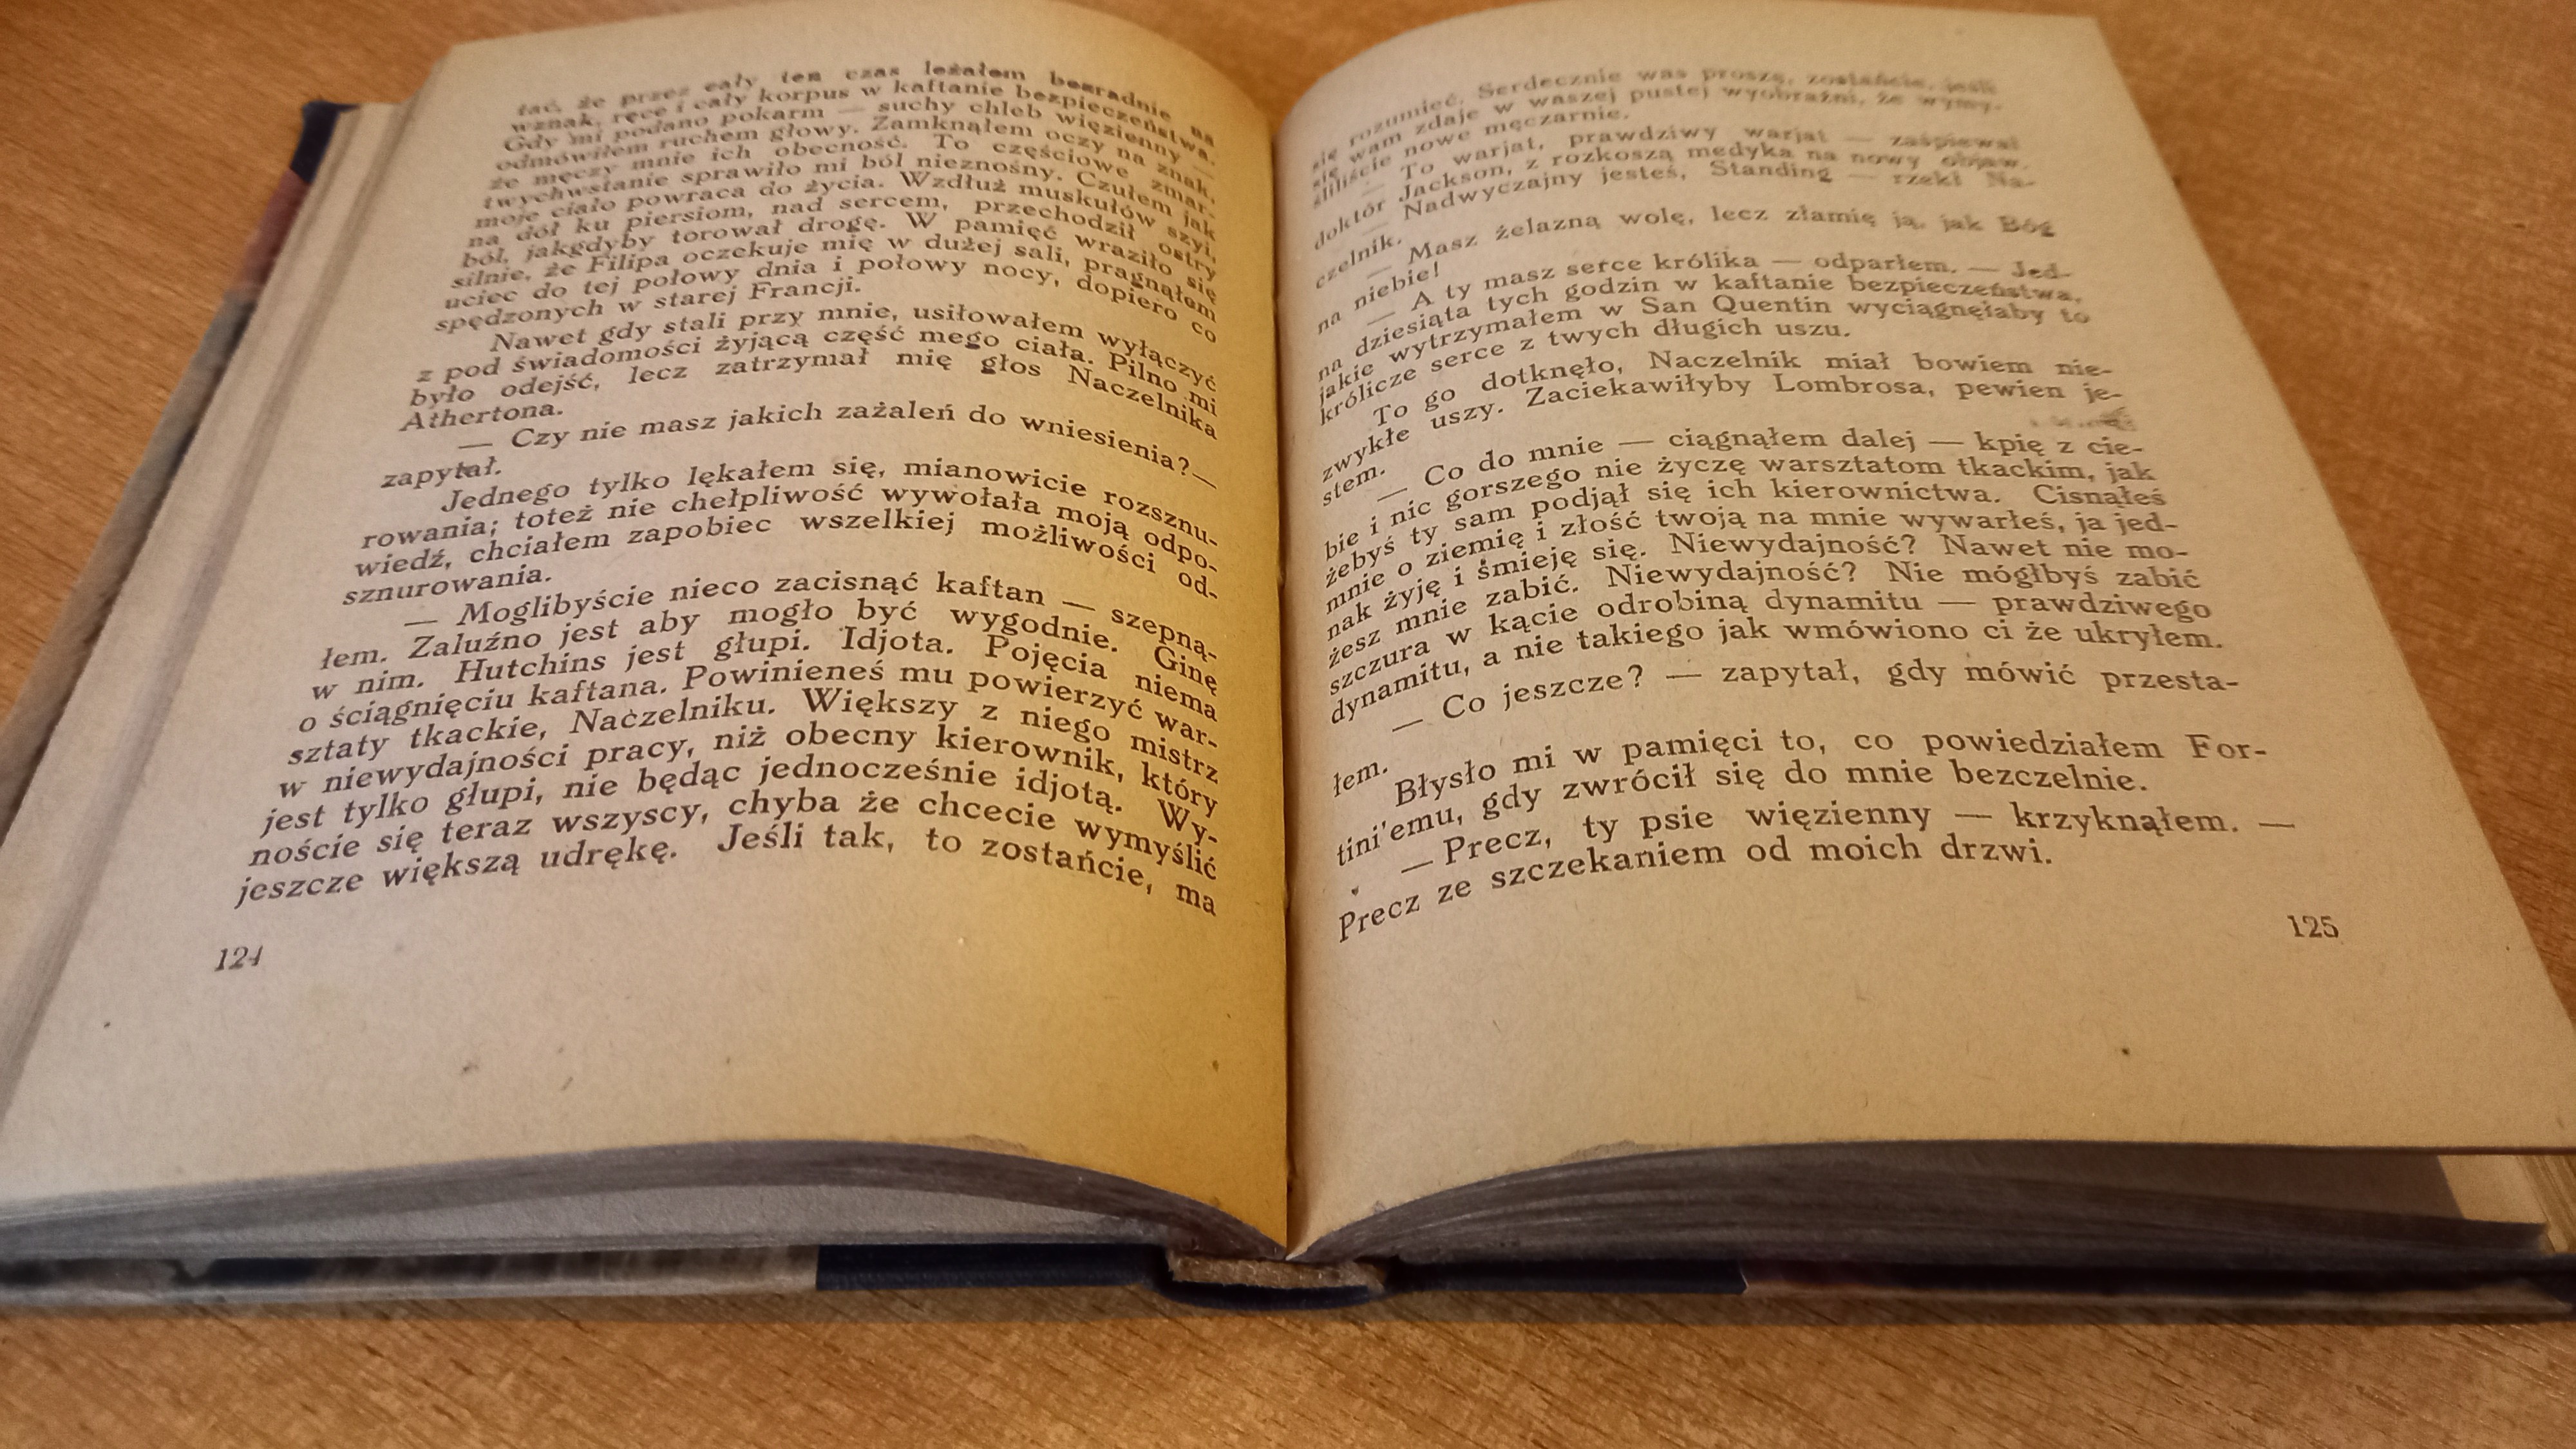 tać, że przez cały ten czas leżałem bezradnie na
wznak, ręce i cały korpus w kaftanie bezpieczeństwa.
Gdy mi podano pokarm — suchy chleb więzienny —
odmówiłem ruchem głowy. Zamknąłem oczy na znak,
że męczy mnie ich obecność. To częściowe zmar-
twychwstanie sprawiło mi ból nieznośny. Czułem jak
moje ciało powraca do życia. Wzdłuż muskułów szyi,
na dół ku piersiom, nad sercem, przechodził ostry
ból, jakgdyby torował drogę. W pamięć wraziło się
silnie, że Filipa oczekuje mię w dużej sali, pragnąłem
uciec do tej połowy dnia i połowy nocy, dopiero co
spędzonych w starej Francji.
Nawet gdy stali przy mnie, usiłowałem wyłączyć
z pod świadomości żyjącą część mego ciała. Pilno mi
było odejść, lecz zatrzymał mię głos Naczelnika
Athertona.
— Czy nie masz jakich zażaleń do wniesienia? —
zapytał.
Jednego tylko lękałem się, mianowicie rozsznu-
rowania; toteż nie chełpliwość wywołała moją odpo-
wiedź, chciałem zapobiec wszelkiej możliwości od-
sznurowania.
— Moglibyście nieco zacisnąć kaftan — szepną-
łem. Zaluźno jest aby mogło być wygodnie. Ginę
w nim. Hutchins jest głupi. Idjota. Pojęcia niema
o ściągnięciu kaftana. Powinieneś mu powierzyć war-
sztaty tkackie, Naczelniku. Większy z niego mistrz
w niewydajności pracy, niż obecny kierownik, który
jest tylko głupi, nie będąc jednocześnie idjotą. Wy-
noście się teraz wszyscy, chyba że chcecie wymyślić
jeszcze większą udrękę. Jeśli tak, to zostańcie, ma
124
się rozumieć. Serdecznie was proszę, zostańcie, jeśli
się wam zdaje w waszej pustej wyobraźni, że wymy-
śliliście nowe męczarnie.
— To warjat, prawdziwy warjat — zaśpiewał
doktór Jackson, z rozkoszą medyka na nowy objaw.
— Nadwyczajny jesteś, Standing — rzekł Na-
czelnik.
— Masz żelazną wolę, lecz złamię ją, jak Bóg
na niebie!
— A ty masz serce królika — odparłem. — Jed-
na dziesiąta tych godzin w kaftanie bezpieczeństwa,
jakie wytrzymałem w San Quentin wyciągnęłaby to
królicze serce z twych długich uszu.
To go dotknęło, Naczelnik miał bowiem nie-
zwykłe uszy. Zaciekawiłyby Lombrosa, pewien je-
stem.
— Co do mnie — ciągnąłem dalej — kpię z cie-
bie i nic gorszego nie życzę warsztatom tkackim, jak
żebyś ty sam podjął się ich kierownictwa. Cisnąłeś
mnie o ziemię i złość twoją na mnie wywarłeś, ja jed-
nak żyję i śmieję się. Niewydajność? Nawet nie mo-
żesz mnie zabić. Niewydajność? Nie mógłbyś zabić
szczura w kącie odrobiną dynamitu — prawdziwego
dynamitu, a nie takiego jak wmówiono ci że ukryłem.
— Co jeszcze? — zapytał, gdy mówić przesta-
łem.
Błysło mi w pamięci to, co powiedziałem For-
tini'emu, gdy zwrócił się do mnie bezczelnie.
— Precz, ty psie więzienny — krzyknąłem. —
Precz ze szczekaniem od moich drzwi.
125